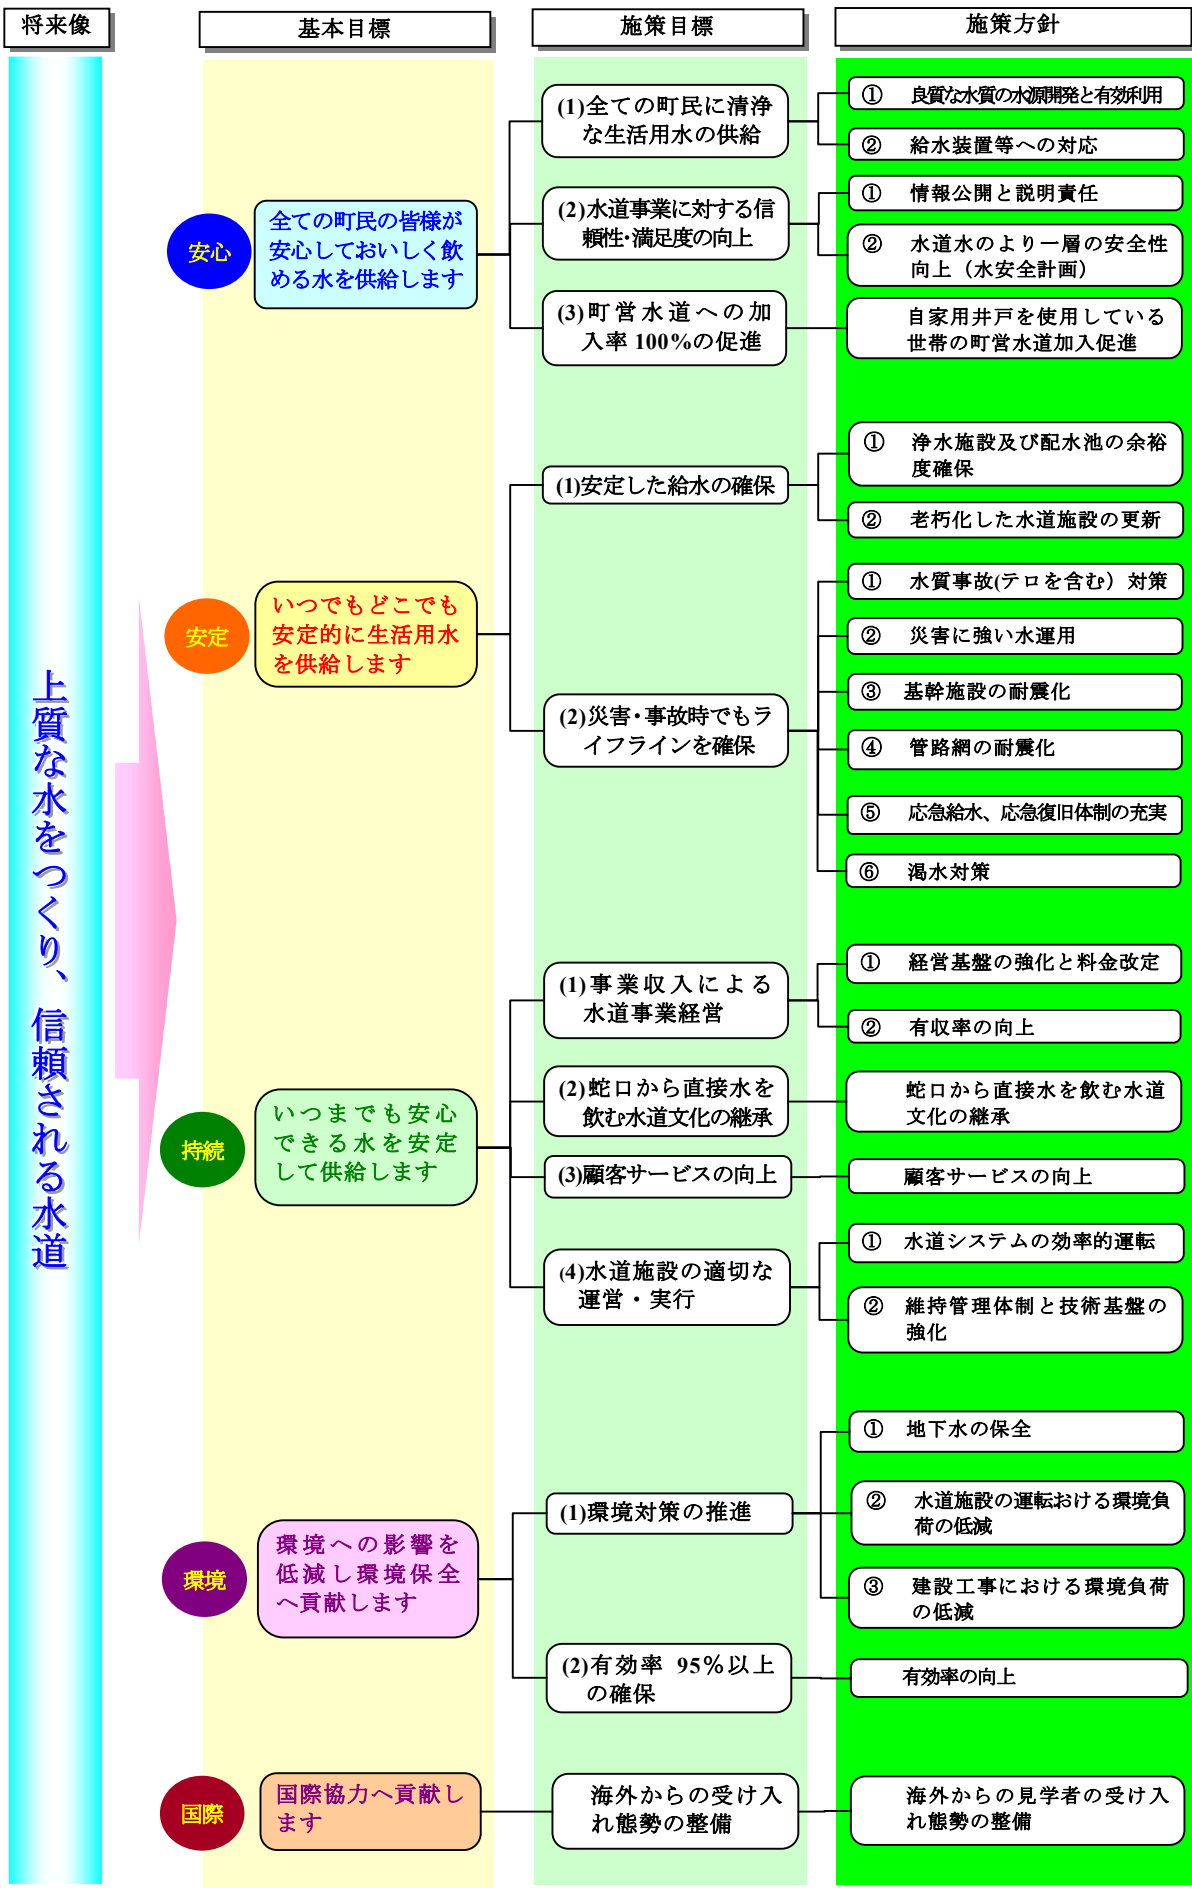 将来像
基本目標
施策目標
施策方針
上質な水をつくり、信頼される水道
安心
全ての町民の皆様が
安心しておいしく飲
める水を供給します
(1)全ての町民に清浄
な生活用水の供給
① 良質な水質の水源開発と有効利用
② 給水装置等への対応
(2)水道事業に対する信
頼性・満足度の向上
① 情報公開と説明責任
② 水道水のより一層の安全性
向上（水安全計画）
(3)町営水道への加
入率 100%の促進
自家用井戸を使用している
世帯の町営水道加入促進
安定
いつでもどこでも
安定的に生活用水
を供給します
(1)安定した給水の確保
① 浄水施設及び配水池の余裕
度確保
② 老朽化した水道施設の更新
(2)災害・事故時でもラ
イフラインを確保
① 水質事故(テロを含む）対策
② 災害に強い水運用
③ 基幹施設の耐震化
④ 管路網の耐震化
⑤ 応急給水、応急復旧体制の充実
⑥ 渇水対策
持続
いつまでも安心
できる水を安定
して供給します
(1)事業収入による
水道事業経営
① 経営基盤の強化と料金改定
② 有収率の向上
(2)蛇口から直接水を
飲む水道文化の継承
蛇口から直接水を飲む水道
文化の継承
(3)顧客サービスの向上
顧客サービスの向上
(4)水道施設の適切な
運営・実行
① 水道システムの効率的運転
② 維持管理体制と技術基盤の
強化
環境
環境への影響を
低減し環境保全
へ貢献します
(1)環境対策の推進
① 地下水の保全
② 水道施設の運転おける環境負
荷の低減
③ 建設工事における環境負荷
の低減
(2)有効率 95％以上
の確保
有効率の向上
国際
国際協力へ貢献し
ます
海外からの受け入
れ態勢の整備
海外からの見学者の受け入
れ態勢の整備